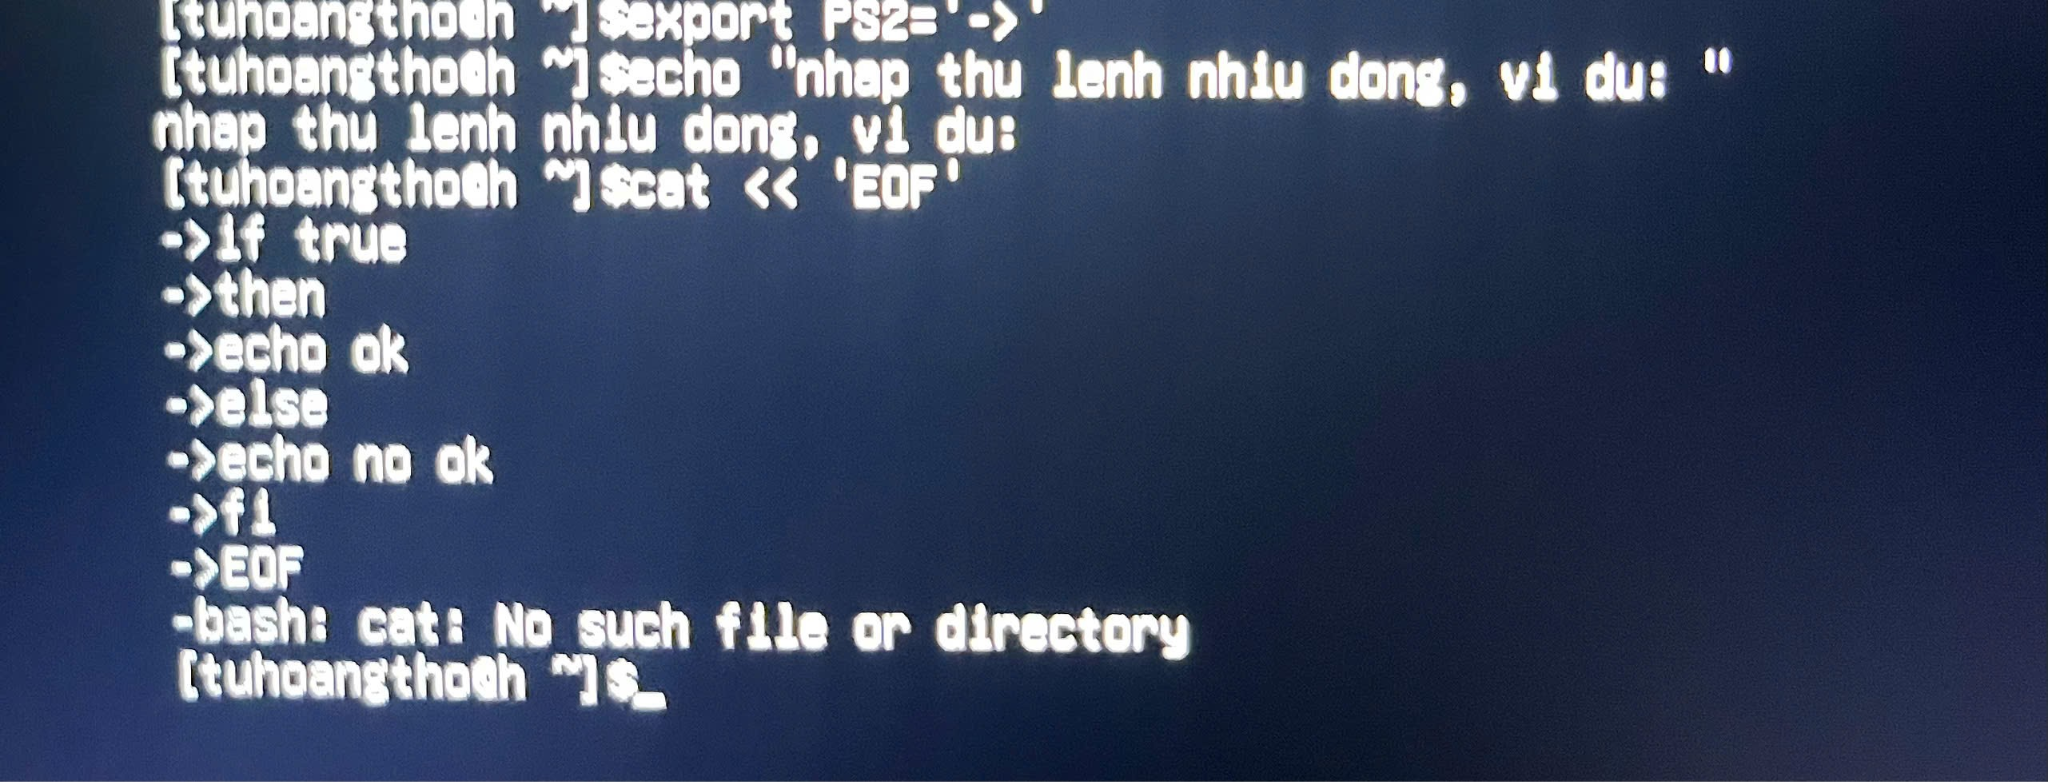 [tuhoangtho@h ~]$export PS2='->'
[tuhoangtho@h ~]$echo "nhap thu lenh nhiu dong, vi du: "
nhap thu lenh nhiu dong, vi du:
[tuhoangtho@h ~]$cat << 'EOF'
->if true
->then
->echo ok
->else
->echo no ok
->fi
->EOF
-bash: cat: No such file or directory
[tuhoangtho@h ~]$_